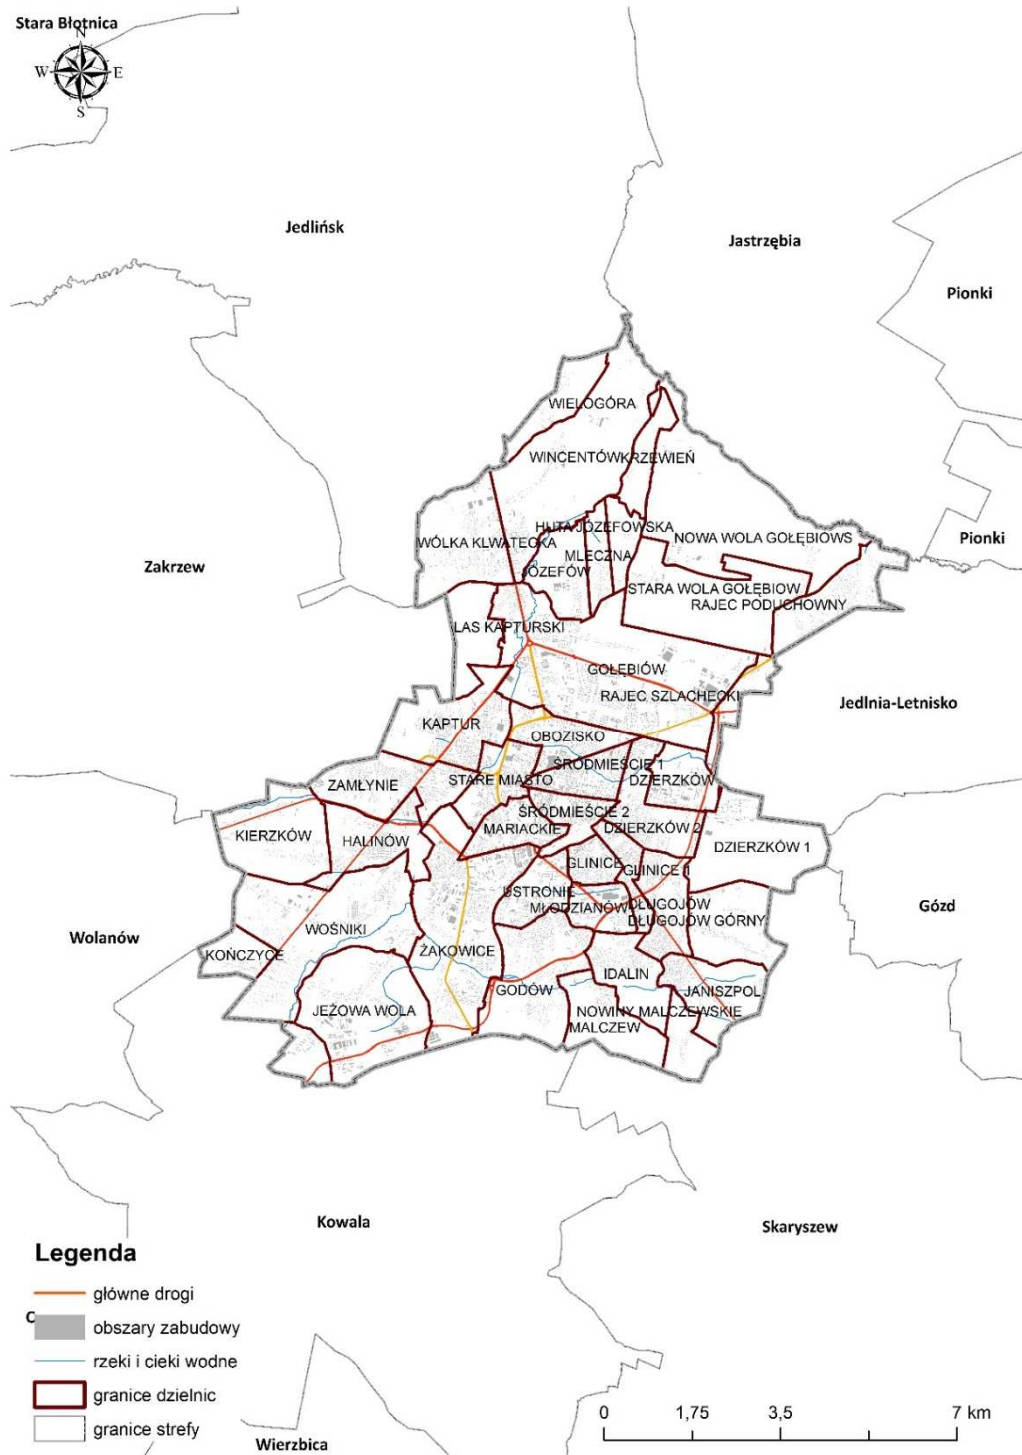 Stara Błotnica
N
W E
S
Jedlińsk
Jastrzębia
Pionki
WIELOGÓRA
WINCENTÓW KRZEWIEŃ
HUTA JÓZEFOWSKA
NOWA WOLA GOŁĘBIOWS
Pionki
WÓLKA KLWATECKA
MLECZNA
Zakrzew
JÓZEFÓW
STARA WOLA GOŁĘBIOW
RAJEC PODUCHOWNY
LAS KAPTURSKI
GOŁĘBIÓW
RAJEC SZLACHECKI
Jedlnia-Letnisko
KAPTUR
OBOZISKO
ŚRÓDMIEŚCIE 1
STARE MIASTO
DZIERZKÓW
ZAMŁYNIE
ŚRÓDMIEŚCIE 2
KIERZKÓW
MARIACKIE
DZIERZKÓW 2
HALINÓW
DZIERZKÓW 1
GLINICE
GLINICE 1
USTRONIE
MŁODZIANÓW
DŁUGOJÓW
DŁUGOJÓW GÓRNY
Gózd
WOŚNIKI
Wolanów
KOŃCZYCE
ŻAKOWICE
IDALIN
GODÓW
JANISZPOL
JEŻOWA WOLA
NOWINY MALCZEWSKIE
MALCZEW
Kowala
Skaryszew
Legenda
główne drogi
obszary zabudowy
rzeki i cieki wodne
granice dzielnic
granice strefy
0 1,75 3,5 7 km
Wierzbica